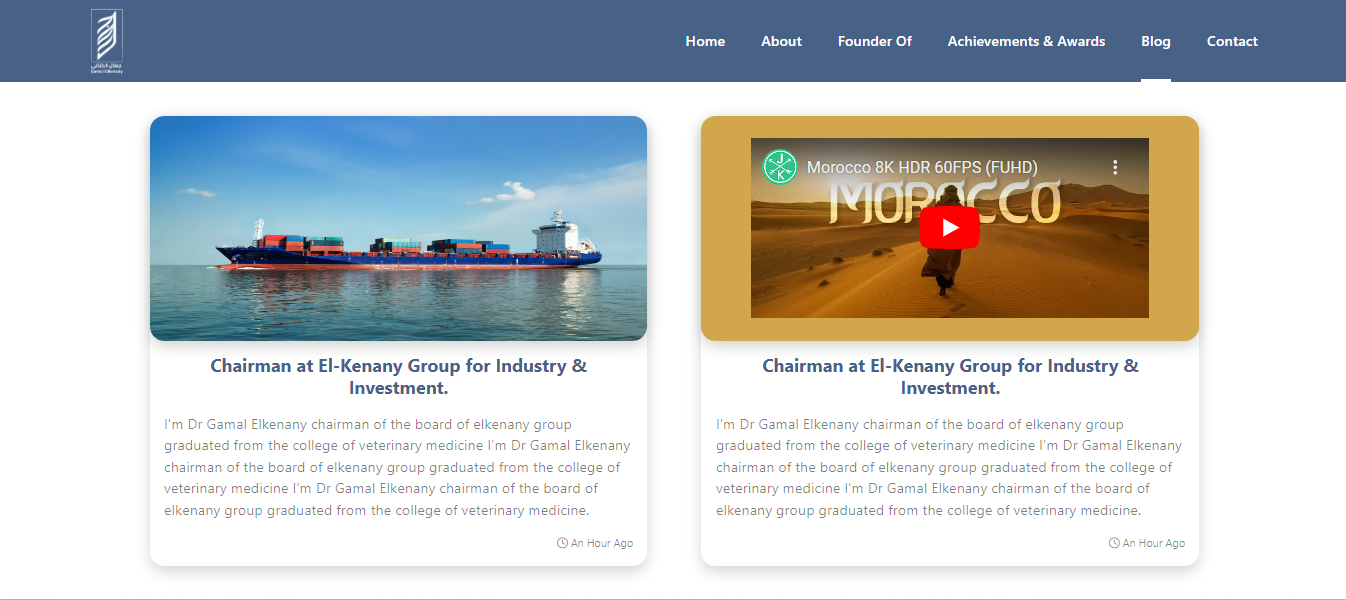 جمال الكناني
Gamal Elkenany
Home
About
Founder Of
Achievements & Awards
Blog
Contact
J
K
Morocco 8K HDR 60FPS (FUHD)
MOROCCO
Chairman at El-Kenany Group for Industry &
Investment.
I'm Dr Gamal Elkenany chairman of the board of elkenany group
graduated from the college of veterinary medicine I'm Dr Gamal Elkenany
chairman of the board of elkenany group graduated from the college of
veterinary medicine I'm Dr Gamal Elkenany chairman of the board of
elkenany group graduated from the college of veterinary medicine.
An Hour Ago
Chairman at El-Kenany Group for Industry &
Investment.
I'm Dr Gamal Elkenany chairman of the board of elkenany group
graduated from the college of veterinary medicine I'm Dr Gamal Elkenany
chairman of the board of elkenany group graduated from the college of
veterinary medicine I'm Dr Gamal Elkenany chairman of the board of
elkenany group graduated from the college of veterinary medicine.
An Hour Ago